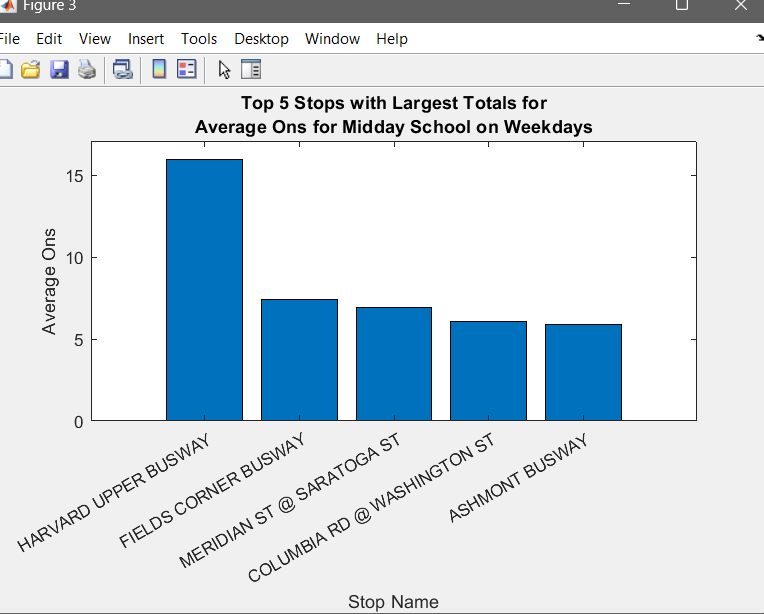 Figure 3
File Edit View Insert Tools Desktop Window Help
Top 5 Stops with Largest Totals for
Average Ons for Midday School on Weekdays
Average Ons
15
10
5
0
HARVARD UPPER BUSWAY
FIELDS CORNER BUSWAY
MERIDIAN ST @ SARATOGA ST
COLUMBIA RD @ WASHINGTON ST
ASHMONT BUSWAY
Stop Name